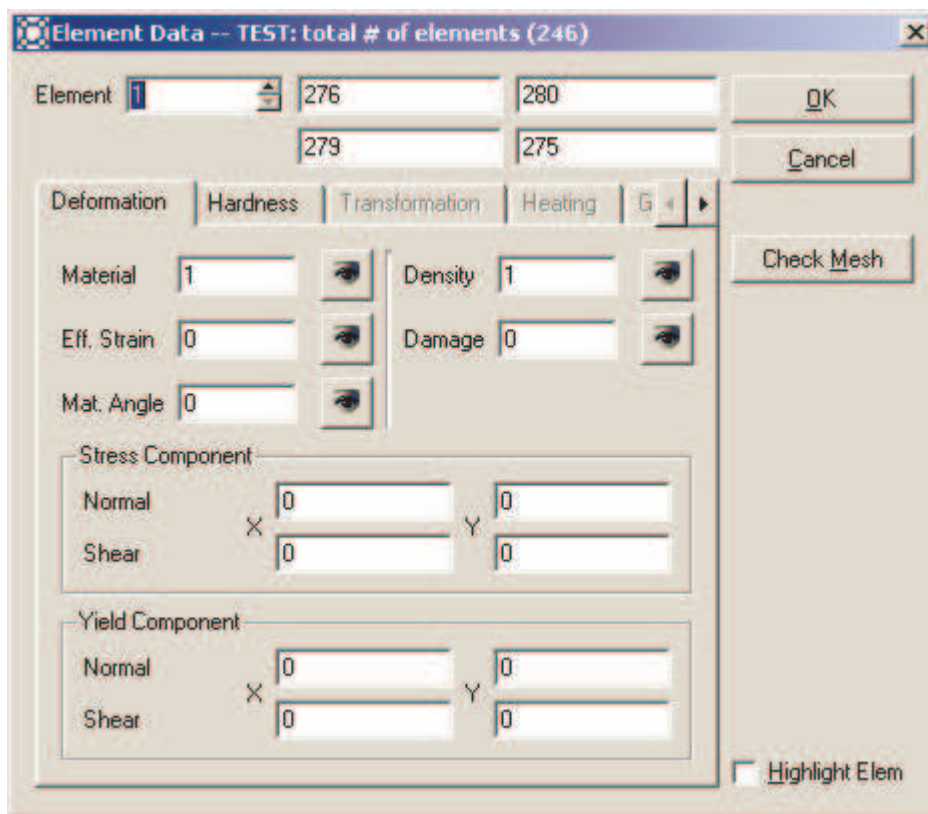 Element Data -- TEST: total # of elements (246)
Element 1 276 280 OK
279 275 Cancel
Deformation Hardness Transformation Heating G
Check Mesh
Material 1 Density 1
Eff. Strain 0 Damage 0
Mat. Angle 0
Stress Component
Normal X 0 Y 0
Shear 0 0
Yield Component
Normal X 0 Y 0
Shear 0 0
Highlight Elem